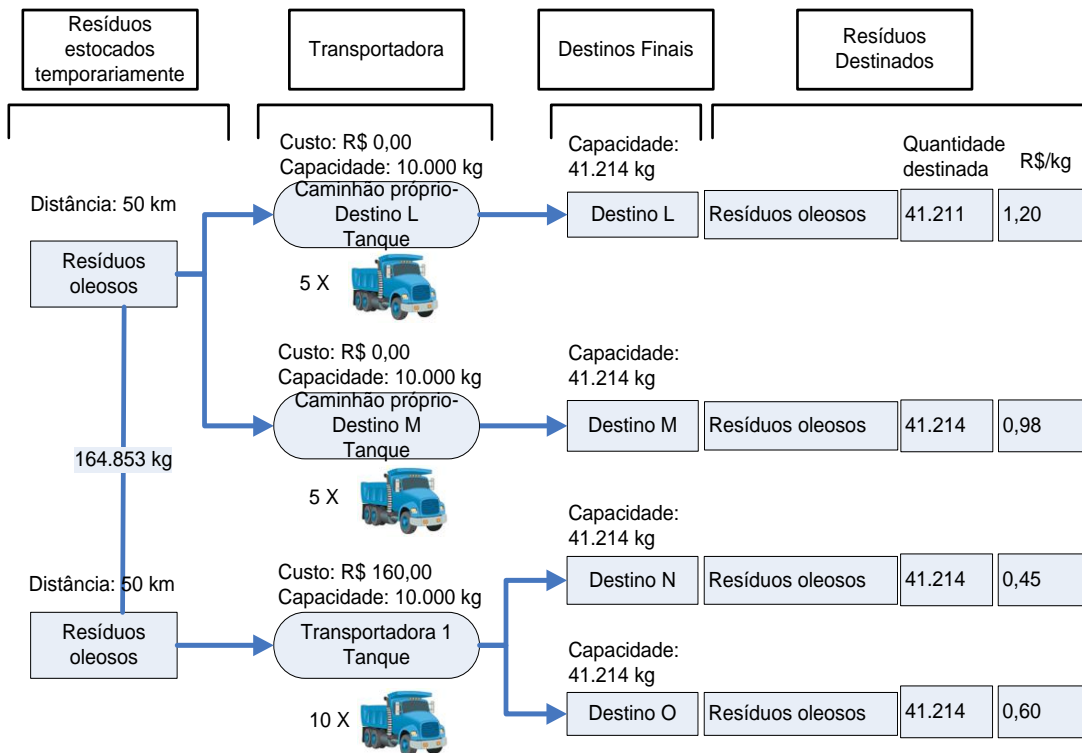 Resíduos
estocados
temporariamente
Transportadora
Destinos Finais
Resíduos
Destinados
Distância: 50 km
Resíduos
oleosos
164.853 kg
Distância: 50 km
Resíduos
oleosos
Custo: R$ 0,00
Capacidade: 10.000 kg
Caminhão próprio-
Destino L
Tanque
5 X
Custo: R$ 0,00
Capacidade: 10.000 kg
Caminhão próprio-
Destino M
Tanque
5 X
Custo: R$ 160,00
Capacidade: 10.000 kg
Transportadora 1
Tanque
10 X
Quantidade
destinada
R$/kg
Capacidade:
41.214 kg
Destino L
Resíduos oleosos
41.211
1,20
Capacidade:
41.214 kg
Destino M
Resíduos oleosos
41.214
0,98
Capacidade:
41.214 kg
Destino N
Resíduos oleosos
41.214
0,45
Capacidade:
41.214 kg
Destino O
Resíduos oleosos
41.214
0,60